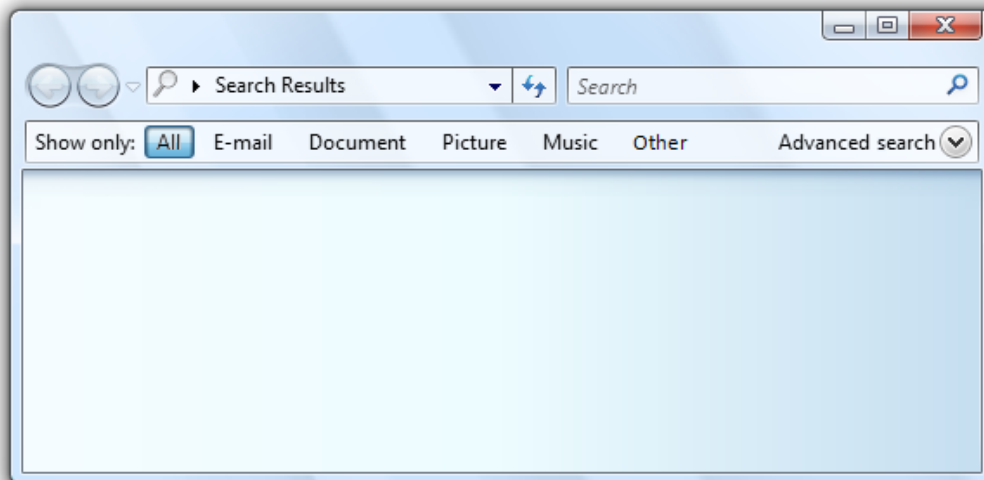 Search Results Search
Show only: All E-mail Document Picture Music Other Advanced search